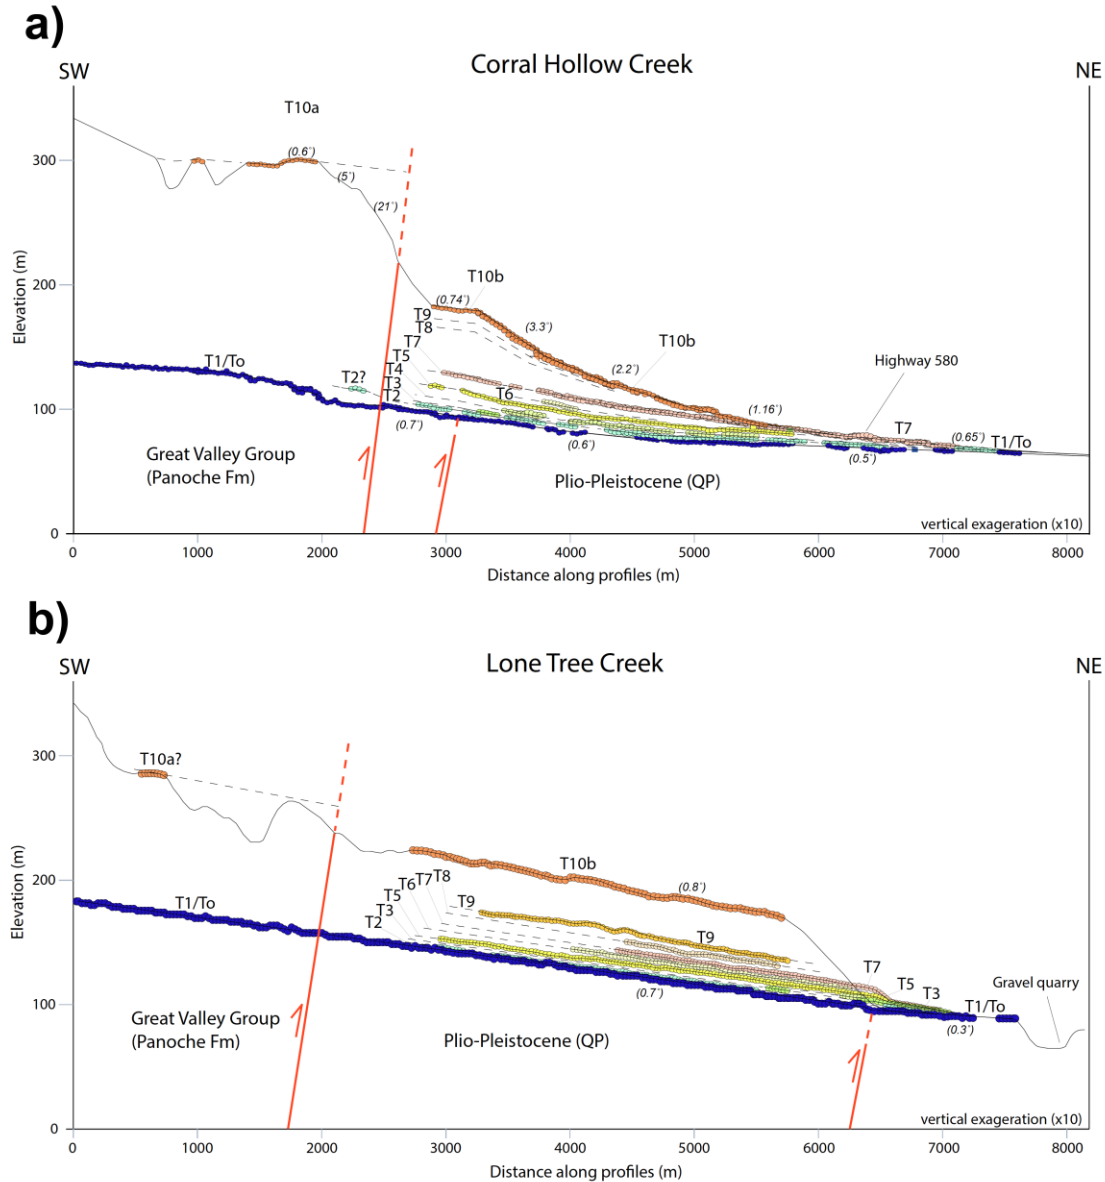 a)
Corral Hollow Creek
SW
NE
T10a
300
(0.6°)
(5°)
(21°)
Elevation (m)
200
T10b
(0.74°)
T9
T8
(3.3°)
T7
T10b
T5
(2.2°)
Highway 580
T4
T1/To
T2?
T3
T6
T2
100
(1.16°)
(0.7°)
T7
(0.65°)
T1/To
(0.6°)
(0.5°)
Great Valley Group
(Panoche Fm)
Plio-Pleistocene (QP)
vertical exageration (x10)
0
0 1000 2000 3000 4000 5000 6000 7000 8000
Distance along profiles (m)
b)
Lone Tree Creek
SW
NE
T10a?
300
Elevation (m)
200
T10b
(0.8°)
T8
T7
T6
T5
T9
T3
T1/To
T2
T9
T7
T5
T3
Gravel quarry
100
(0.7°)
T1/To
(0.3°)
Great Valley Group
(Panoche Fm)
Plio-Pleistocene (QP)
vertical exageration (x10)
0
0 1000 2000 3000 4000 5000 6000 7000 8000
Distance along profiles (m)